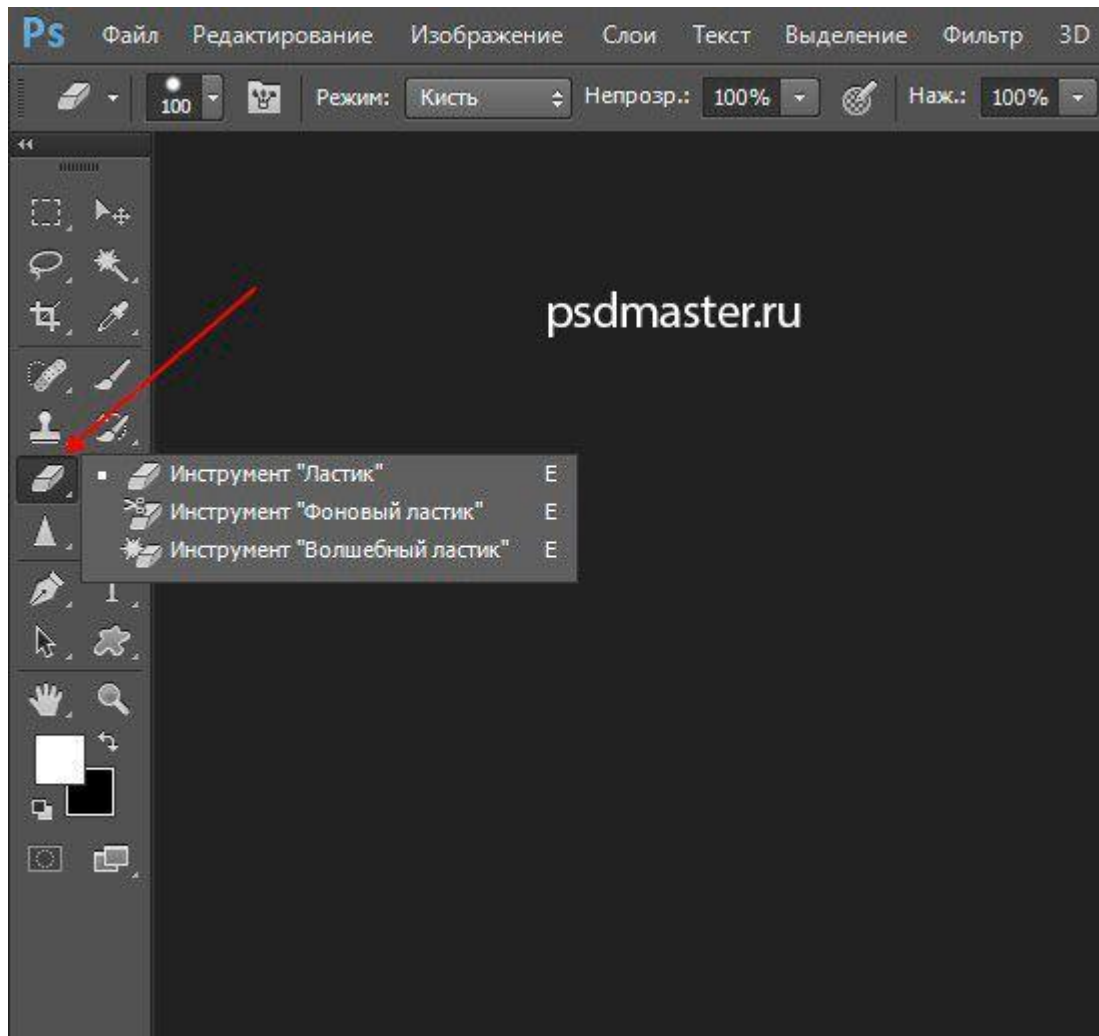 Ps Файл Редактирование Изображение Слои Текст Выделение Фильтр 3D
100 Режим: Кисть Непрозр.: 100% Наж.: 100%
psdmaster.ru
Инструмент "Ластик" E
Инструмент "Фоновый ластик" E
Инструмент "Волшебный ластик" E
T